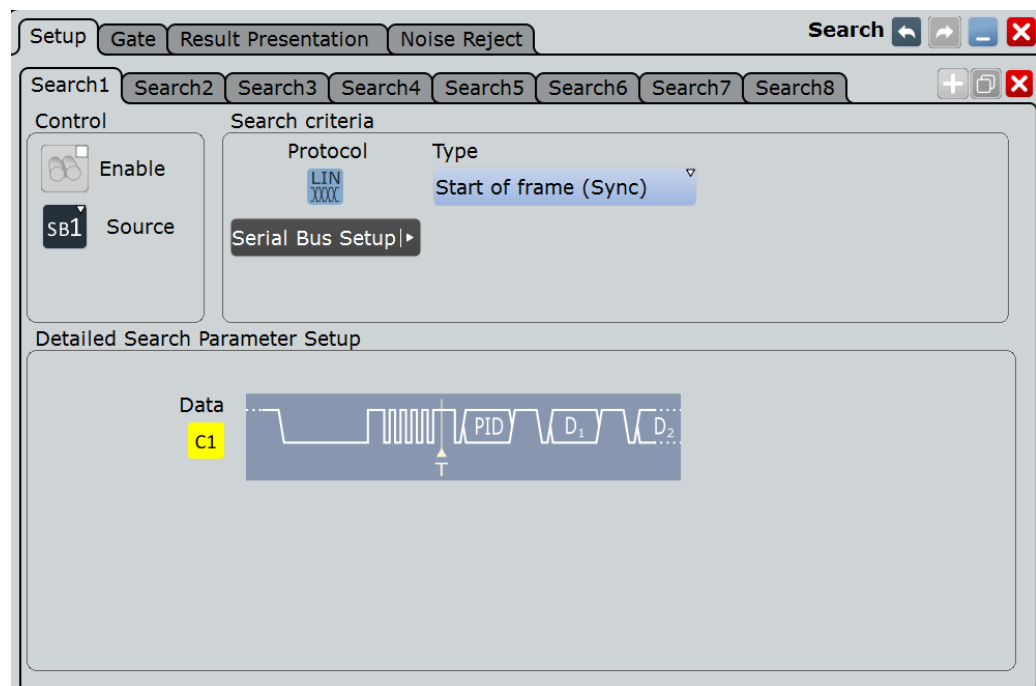 Setup Gate Result Presentation Noise Reject Search
Search1 Search2 Search3 Search4 Search5 Search6 Search7 Search8
Control Search criteria
Protocol Type
Enable LIN Start of frame (Sync)
XXXX
SB1 Source Serial Bus Setup
Detailed Search Parameter Setup
Data
C1 PID D₁ D₂
T